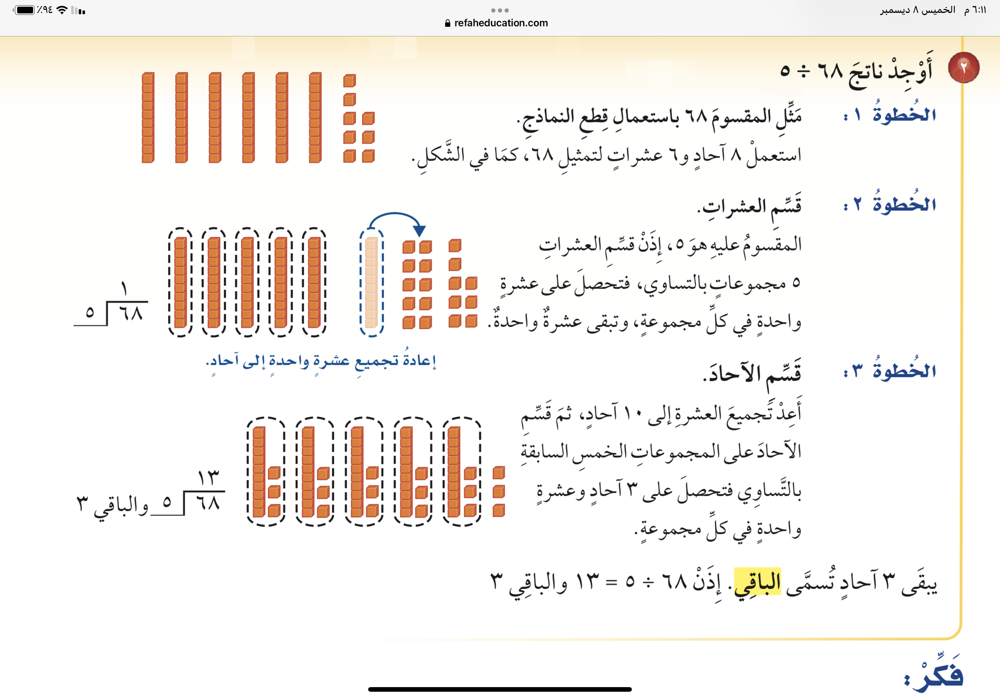 ٦:١١ م الخميس ٨ ديسمبر
٩٤٪
refaheducation.com
٢ أَوْجِدْ ناتجَ ٦٨ ÷ ٥
الخُطوةُ ١ : مَثِّلِ المقسومَ ٦٨ باستعمالِ قِطعِ النماذجِ.
استعملْ ٨ آحادٍ و٦ عشراتٍ لتمثيلِ ٦٨، كمَا في الشَّكلِ.
الخُطوةُ ٢ : قَسِّمِ العشراتِ.
المقسومُ عليهِ هوَ ٥، إِذَنْ قسِّمِ العشراتِ
٥ مجموعاتٍ بالتساوي، فتحصلَ على عشرةٍ
واحدةٍ في كلِّ مجموعةٍ، وتبقى عشرةٌ واحدةٌ.
١
٥ ٦٨
إعادةُ تجميعِ عشرةٍ واحدةٍ إلى آحادٍ.
الخُطوةُ ٣ : قَسِّمِ الآحادَ.
أَعِدْ تَجميعَ العشرةِ إلى ١٠ آحادٍ، ثمَ قَسِّمِ
الآحادَ على المجموعاتِ الخمسِ السابقةِ
بالتَّساوِي فتحصلَ على ٣ آحادٍ وعشرةٍ
واحدةٍ في كلِّ مجموعةٍ.
١٣
٥ ٦٨ والباقي ٣
يبقَى ٣ آحادٍ تُسمَّى الباقِي. إِذَنْ ٦٨ ÷ ٥ = ١٣ والباقِي ٣
فَكِّرْ :